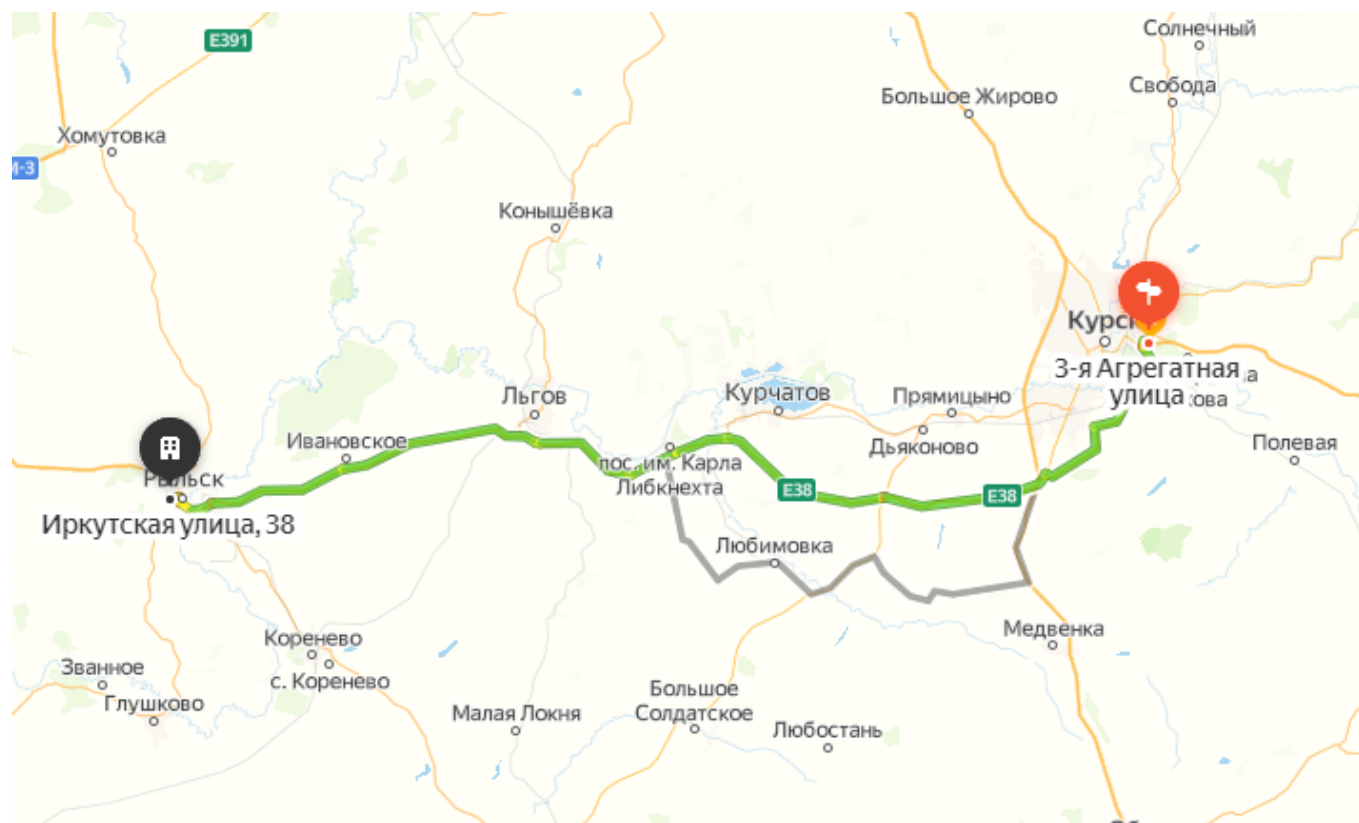 E391
Солнечный
Свобода
Большое Жирово
Хомутовка
Конышёвка
Курск
3-я Агрегатная
улица
Льгов
Курчатов
Прямицыно
Ивановское
Дьяконово
Полевая
пос. им. Карла
Либкнехта
Рыльск
E38
E38
Иркутская улица, 38
Любимовка
Коренево
с. Коренево
Медвенка
Званное
Глушково
Большое
Солдатское
Малая Локня
Любостань